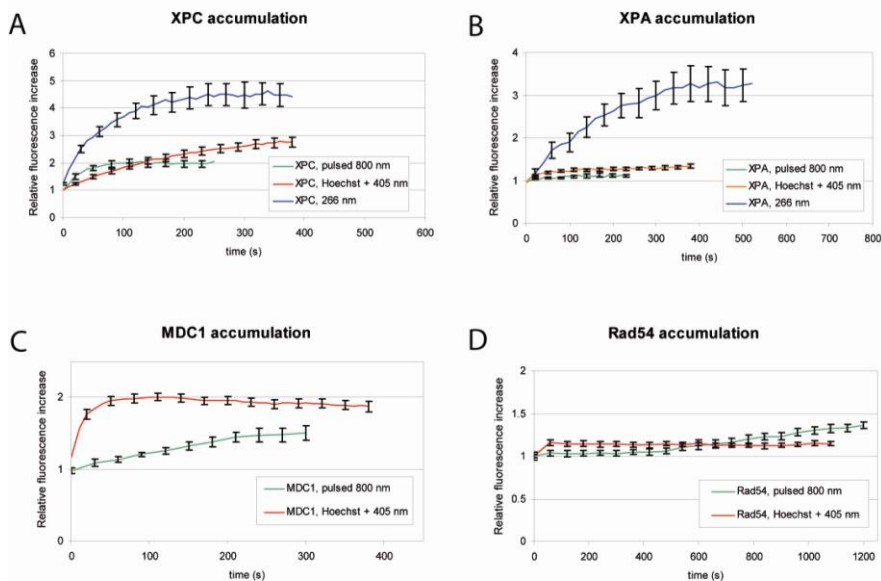 A
XPC accumulation
Relative fluorescence increase
6
5
4
3
2
1
0
0 100 200 300 400 500 600
time (s)
XPC, pulsed 800 nm
XPC, Hoechst + 405 nm
XPC, 266 nm
B
XPA accumulation
Relative fluorescence increase
4
3
2
1
0
0 100 200 300 400 500 600 700 800
time (s)
XPA, pulsed 800 nm
XPA, Hoechst + 405 nm
XPA, 266 nm
C
MDC1 accumulation
Relative fluorescence increase
2
1
0
0 100 200 300 400
time (s)
MDC1, pulsed 800 nm
MDC1, Hoechst + 405 nm
D
Rad54 accumulation
Relative fluorescence increase
2
1.5
1
0.5
0
0 200 400 600 800 1000 1200
time (s)
Rad54, pulsed 800 nm
Rad54, Hoechst + 405 nm